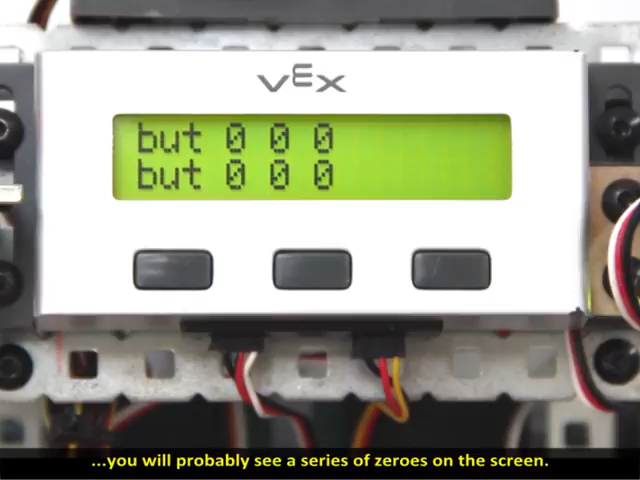 VEX
but 0 0 0
but 0 0 0
...you will probably see a series of zeroes on the screen.